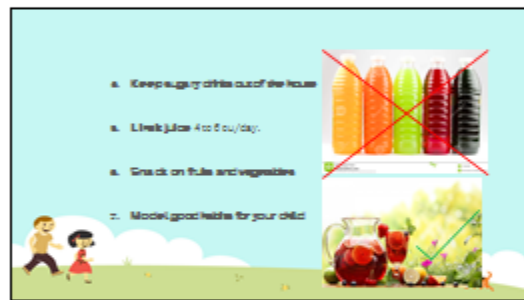 Keep sugary drinks out of the house
Limit juice 4 to 6 oz/day.
Snack on fruits and vegetables
Model good habits for your child